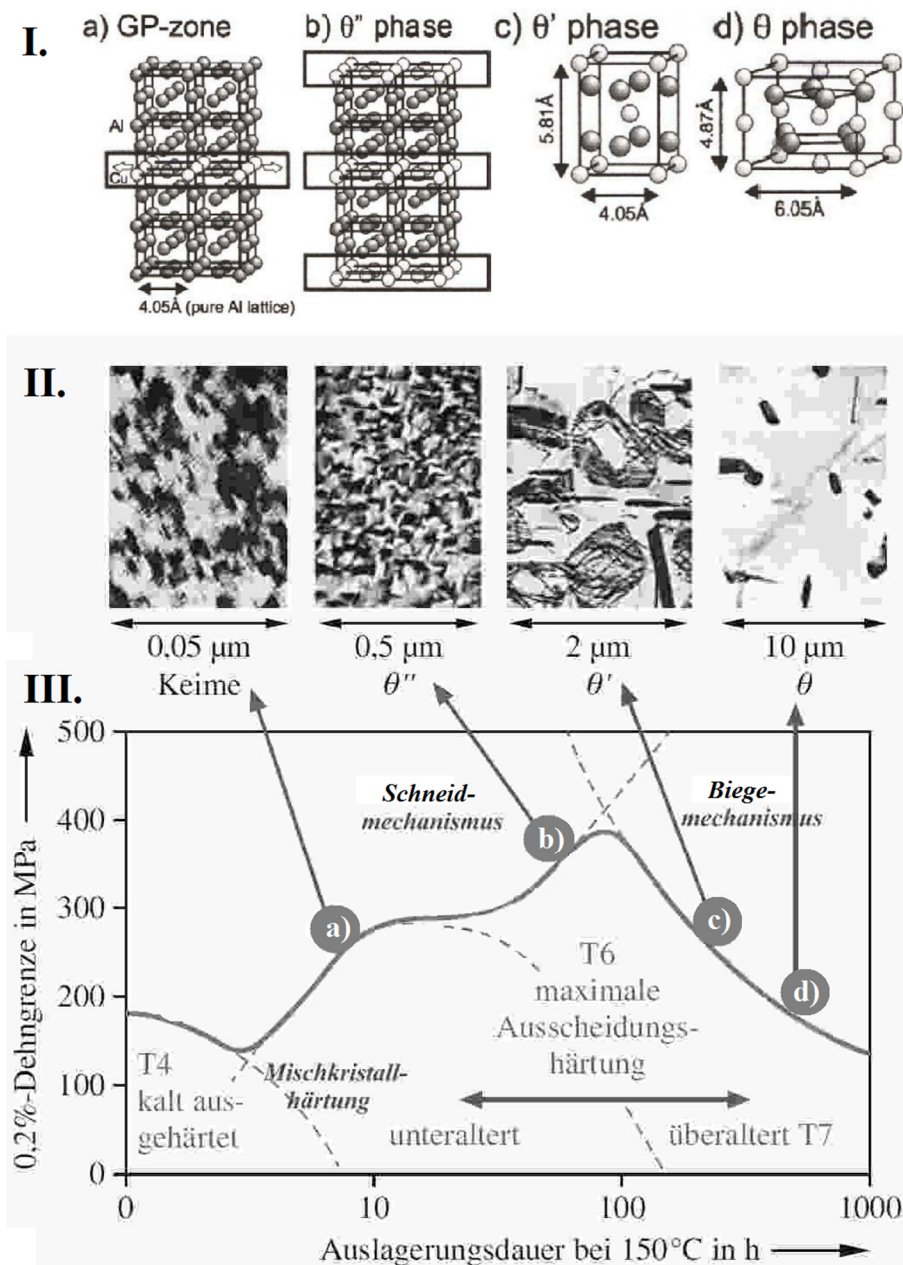 I.
a) GP-zone
b) θ" phase
c) θ' phase
d) θ phase
Al
Cu
5.81Å
4.87Å
4.05Å
6.05Å
4.05Å (pure Al lattice)
II.
0.05 µm
0,5 µm
2 µm
10 µm
Keime
θ"
θ'
θ
III.
0,2%-Dehngrenze in MPa
500
400
300
200
100
0
Schneid-
mechanismus
Biege-
mechanismus
a)
b)
c)
d)
T6
maximale
Ausscheidungs-
härtung
T4
kalt aus-
gehärtet
Mischkristall-
härtung
unteraltert
überaltert T7
0
10
100
1000
Auslagerungsdauer bei 150°C in h